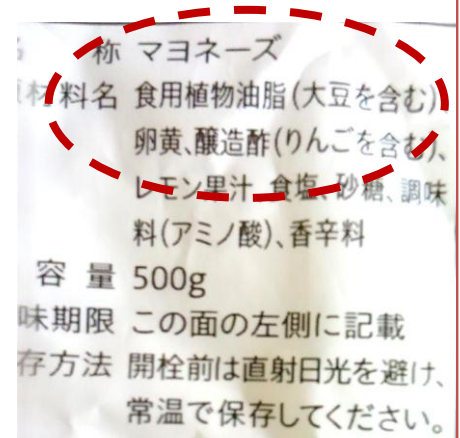 称 マヨネーズ
材料名 食用植物油脂(大豆を含む)、
卵黄、醸造酢(りんごを含む)、
レモン果汁、食塩、砂糖、調味
料(アミノ酸)、香辛料
容量 500g
味期限 この面の左側に記載
存方法 開栓前は直射日光を避け、
常温で保存してください。